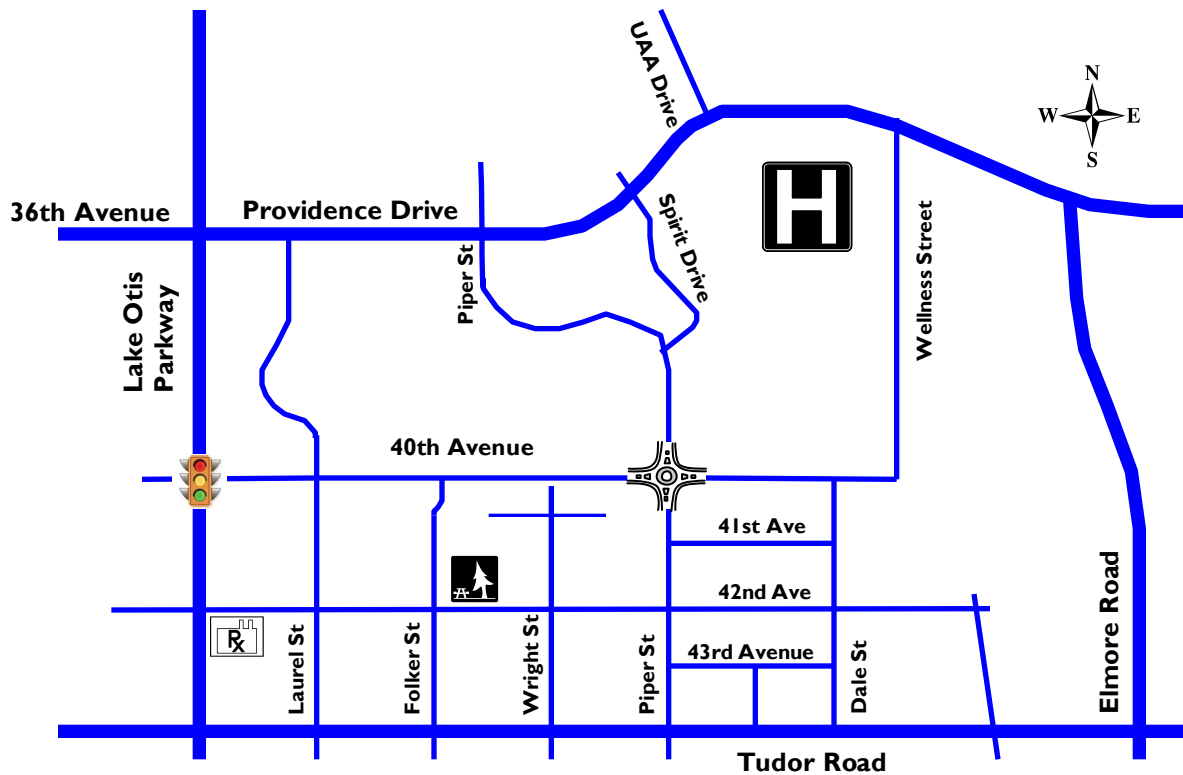 UAA Drive
N
W
E
S
36th Avenue
Providence Drive
H
Piper St
Spirit Drive
Wellness Street
Lake Otis
Parkway
40th Avenue
41st Ave
42nd Ave
Rx
Laurel St
Folker St
Wright St
Piper St
43rd Avenue
Dale St
Elmore Road
Tudor Road